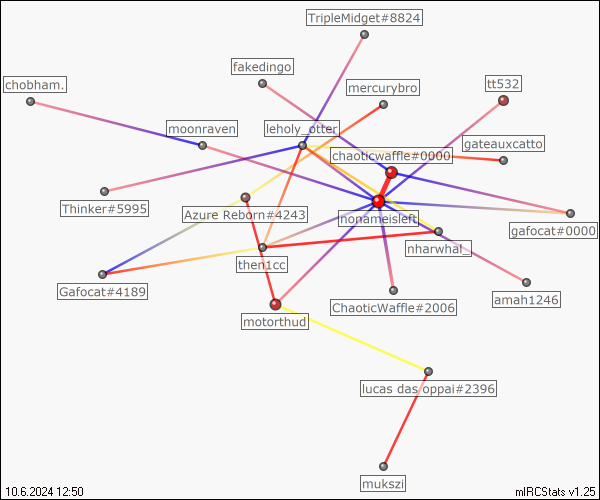 TripleMidget#8824
fakedingo
chobham.
mercurybro
tt532
moonraven
leholy_otter
gateauxcatto
chaoticwaffle#0000
Thinker#5995
Azure Reborn#4243
nonameisleft
gafocat#0000
nharwhal_
then1cc
Gafocat#4189
amah1246
ChaoticWaffle#2006
motorthud
lucas das oppai#2396
mukszi
10.6.2024 12:50
mIRCStats v1.25